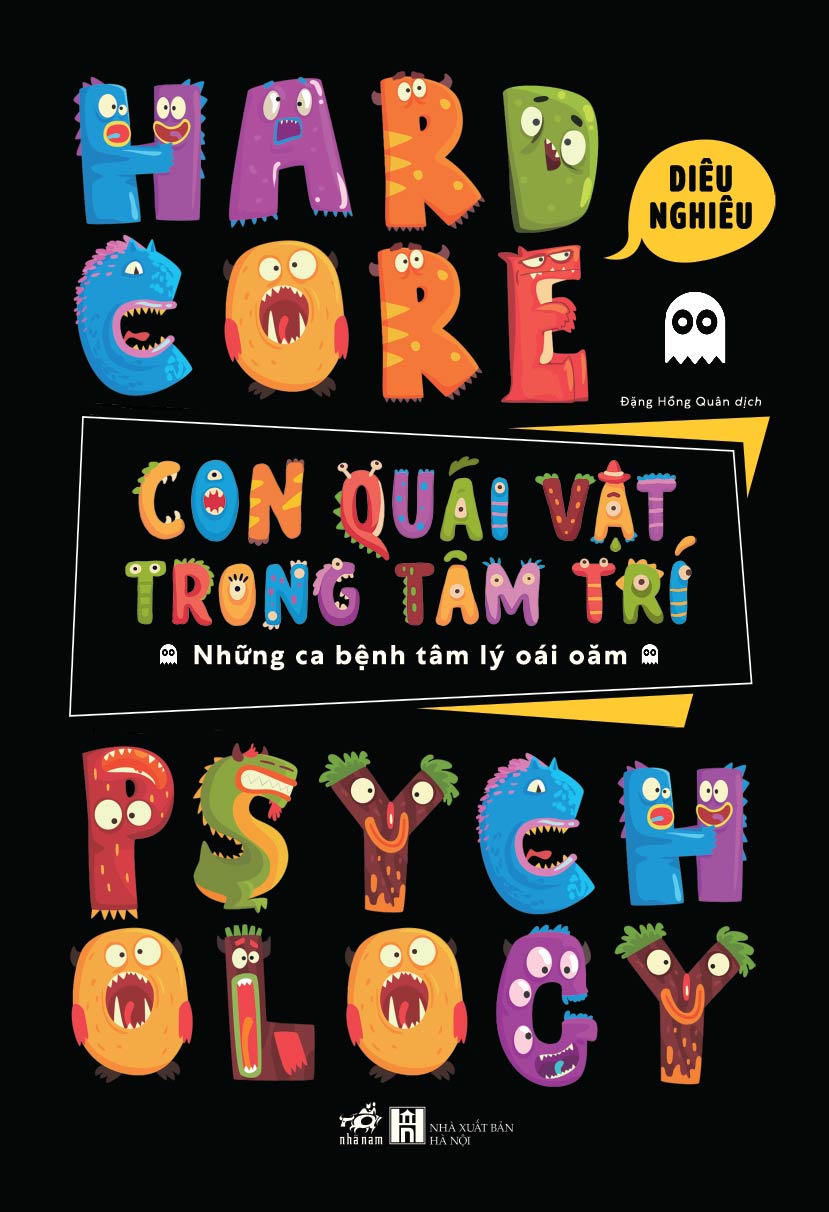 HARD
CORE
DIÊU
NGHIÊU
Đặng Hồng Quân dịch
CON QUÁI VẬT
TRONG TÂM TRÍ
Những ca bệnh tâm lý oái oăm
PSYCH
OLOGY
nhã nam
NHÀ XUẤT BẢN
HÀ NỘI